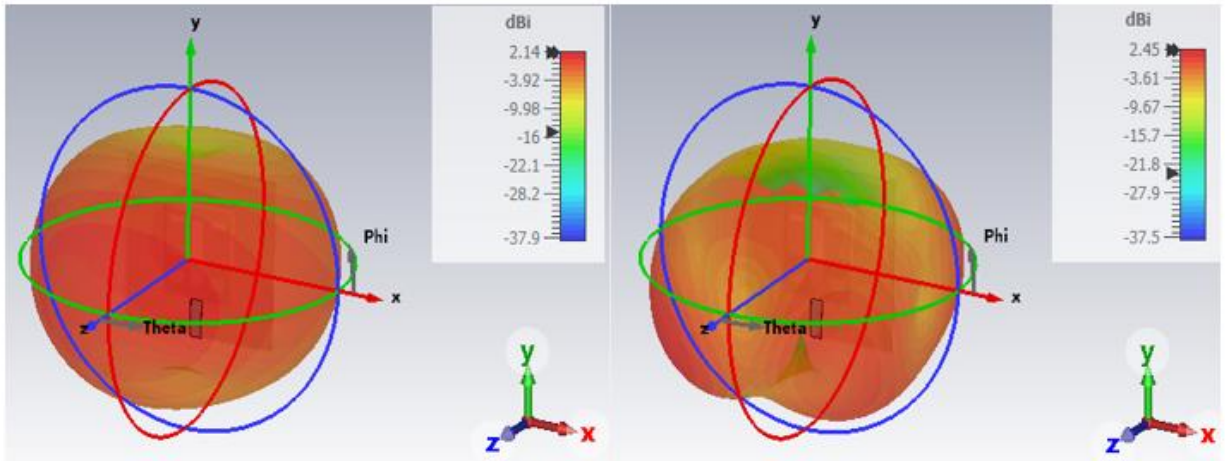 y
dBi
2.14
-3.92
-9.98
-16
-22.1
-28.2
-37.9
Phi
x
z
Theta
y
z
x
y
dBi
2.45
-3.61
-9.67
-15.7
-21.8
-27.9
-37.5
Phi
x
z
Theta
y
z
x